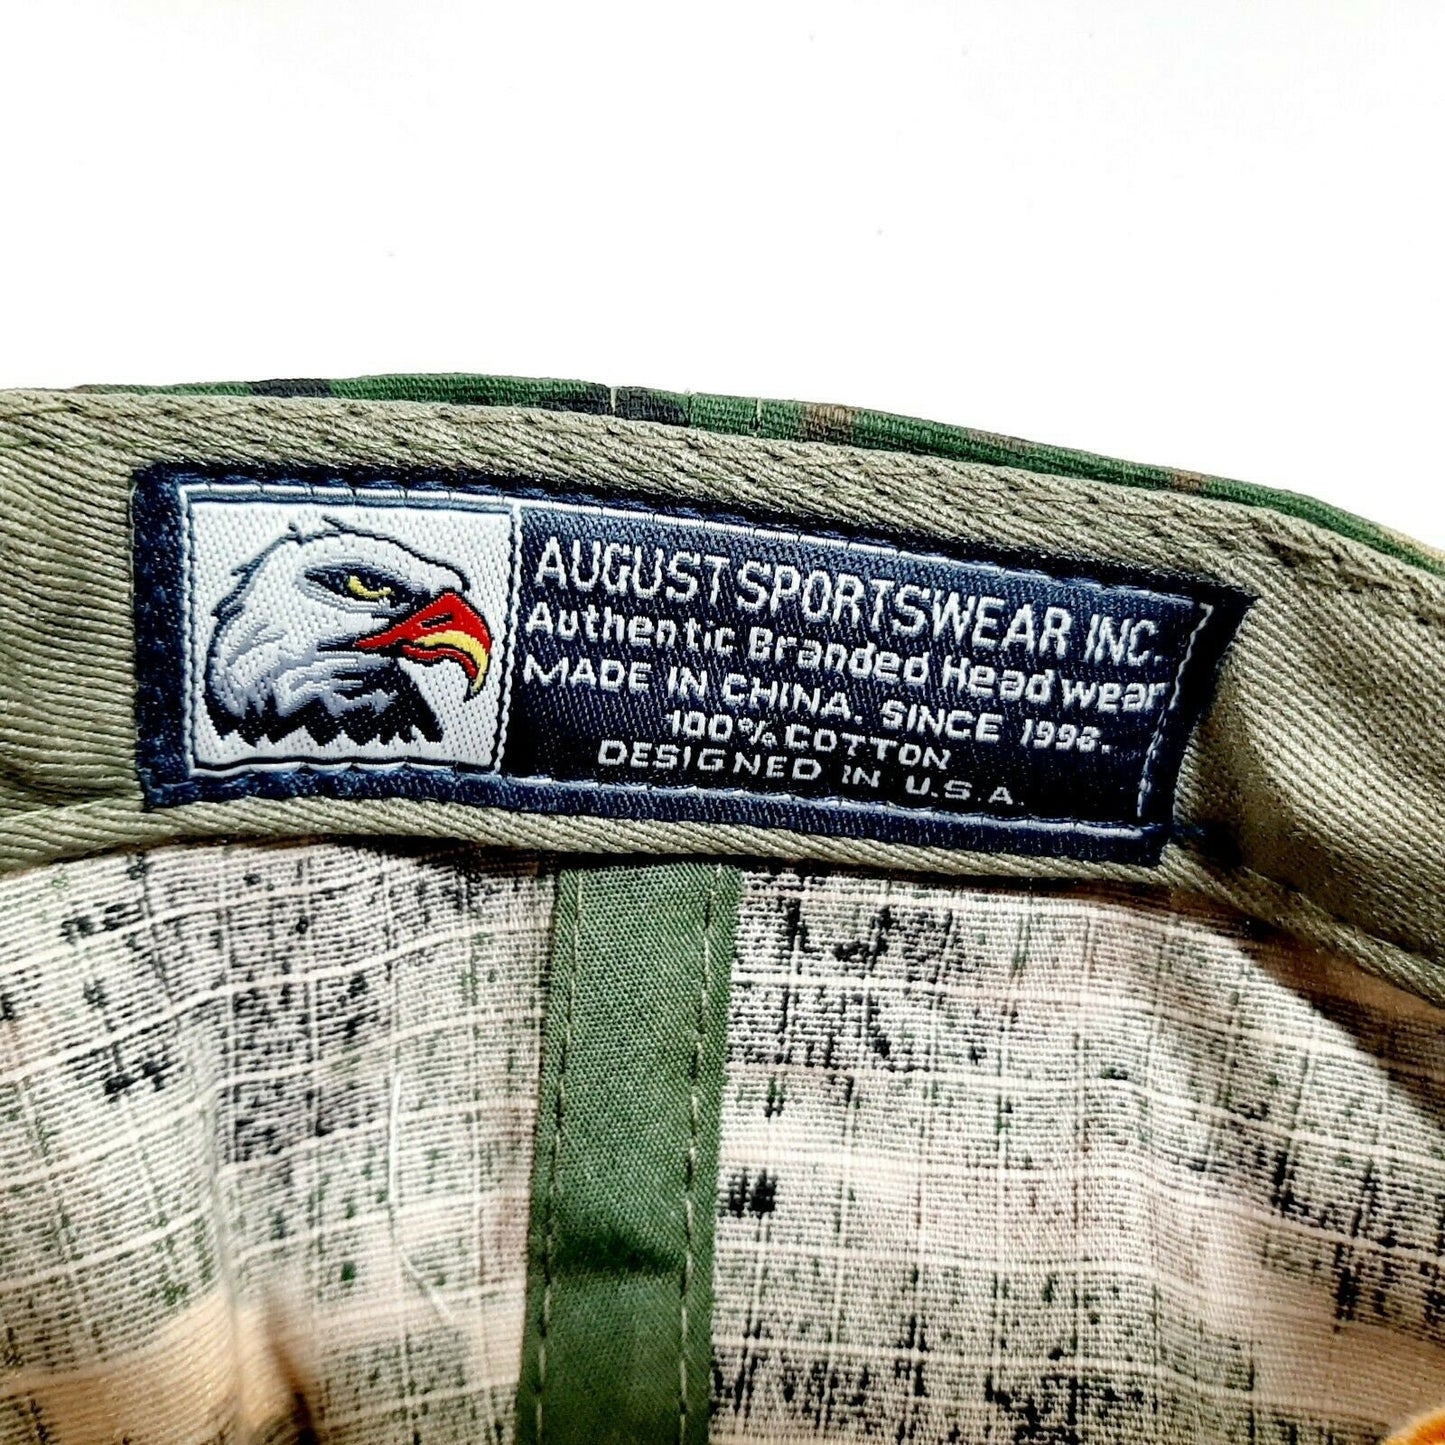 AUGUST SPORTSWEAR INC.
Authentic Branded Headwear
MADE IN CHINA. SINCE 1998.
100% COTTON
DESIGNED IN U.S.A.